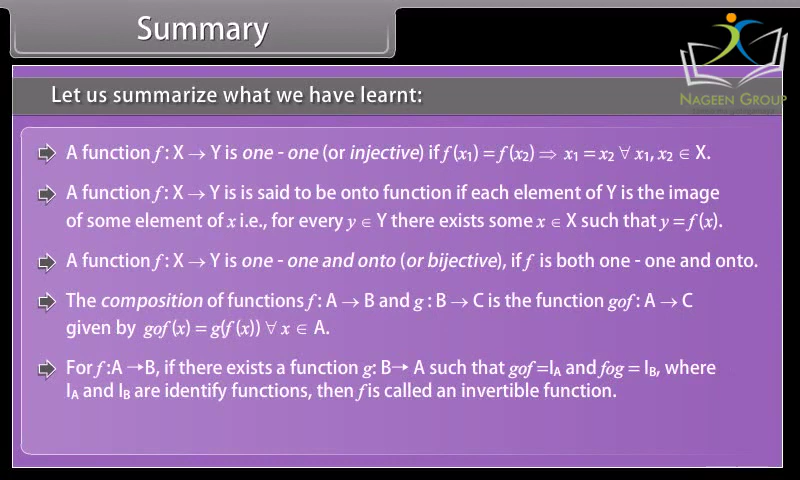 Summary
NAGEEN GROUP
Let us summarize what we have learnt:
A function f : X → Y is one - one (or injective) if f (x₁) = f (x₂) ⇒ x₁ = x₂ ∀ x₁, x₂ ∈ X.
A function f : X → Y is is said to be onto function if each element of Y is the image
of some element of x i.e., for every y ∈ Y there exists some x ∈ X such that y = f (x).
A function f : X → Y is one - one and onto (or bijective), if f is both one - one and onto.
The composition of functions f : A → B and g : B → C is the function gof : A → C
given by gof (x) = g(f (x)) ∀ x ∈ A.
For f :A →B, if there exists a function g: B→ A such that gof =I_A and fog = I_B, where
I_A and I_B are identify functions, then f is called an invertible function.